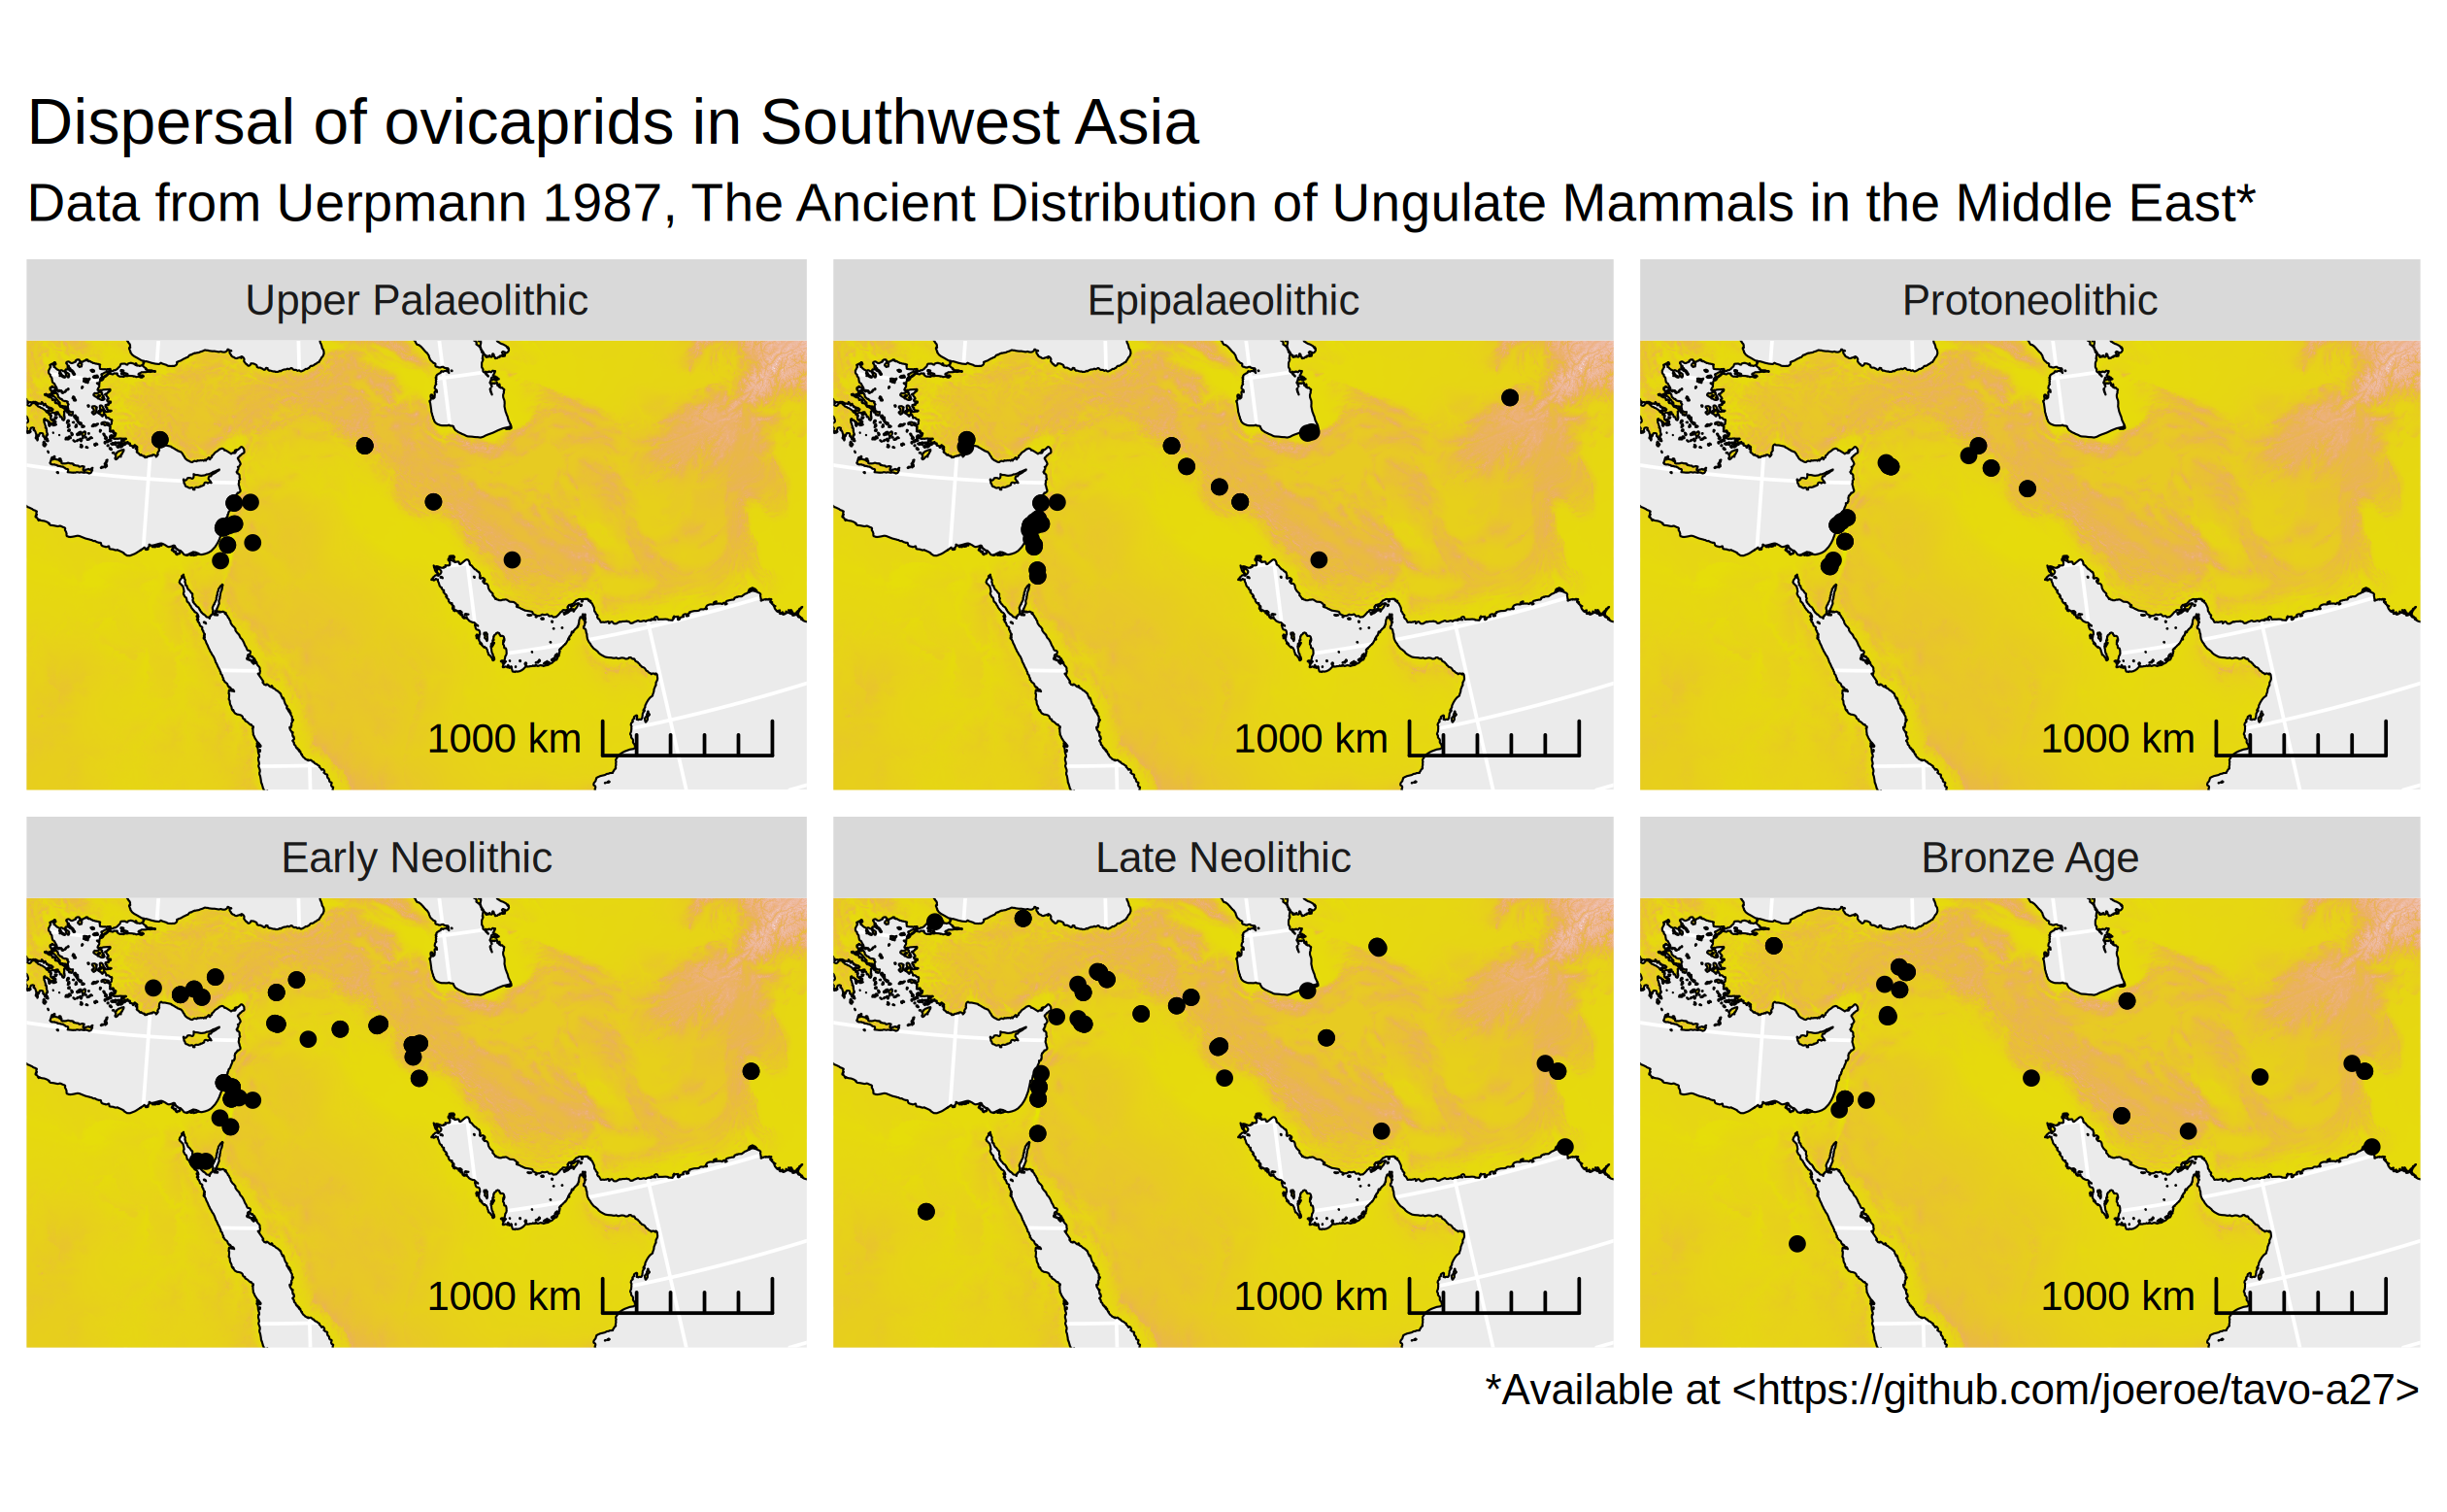 Dispersal of ovicaprids in Southwest Asia
Data from Uerpmann 1987, The Ancient Distribution of Ungulate Mammals in the Middle East*
Upper Palaeolithic
Epipalaeolithic
Protoneolithic
1000 km
1000 km
1000 km
Early Neolithic
Late Neolithic
Bronze Age
1000 km
1000 km
1000 km
*Available at <https://github.com/joeroe/tavo-a27>